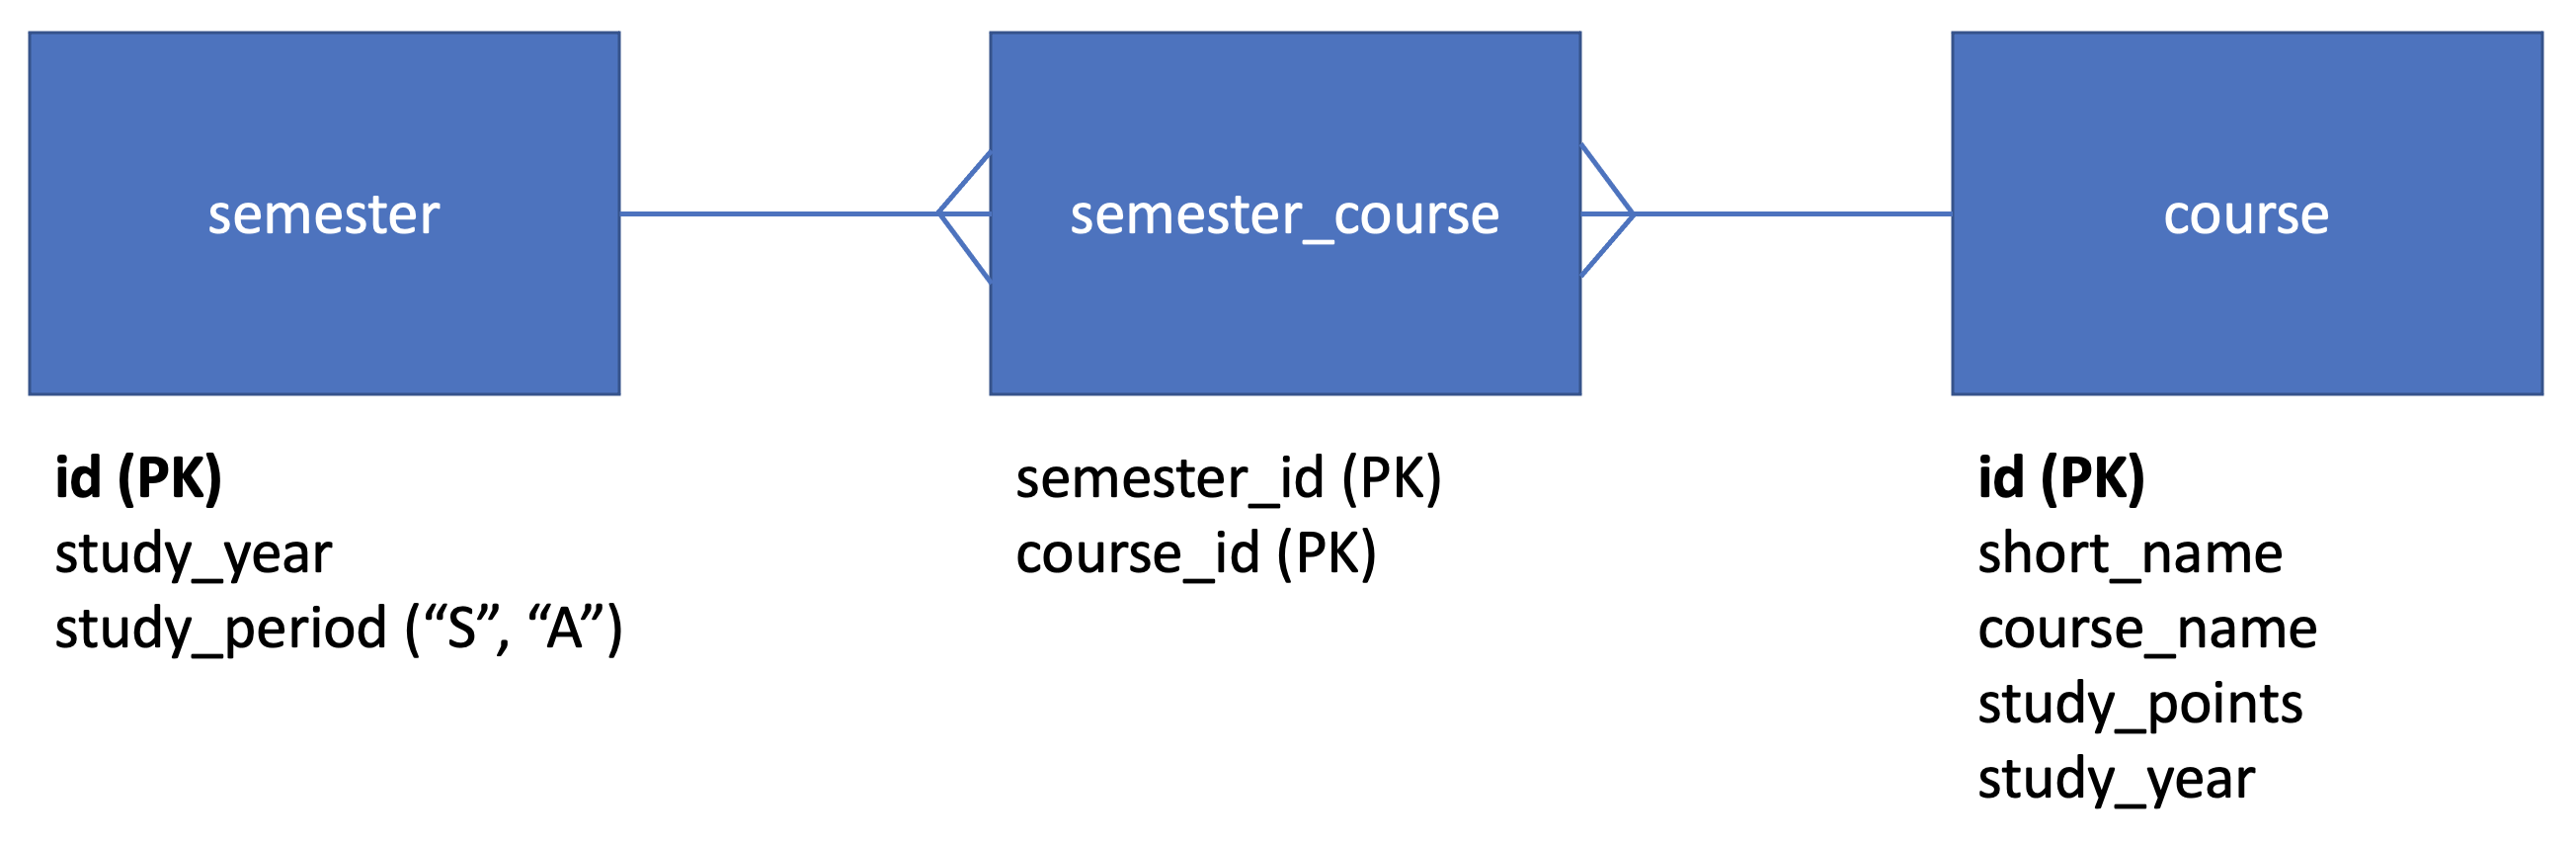 semester
semester_course
course
id (PK)
study_year
study_period (“S”, “A”)
semester_id (PK)
course_id (PK)
id (PK)
short_name
course_name
study_points
study_year